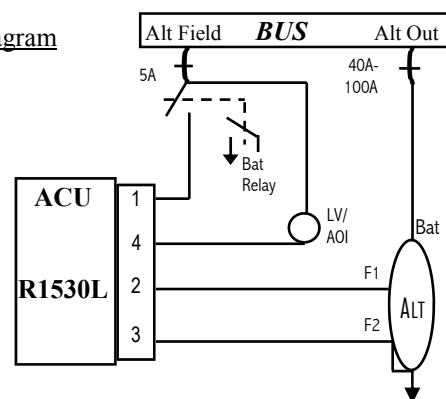 gram
Alt Field BUS Alt Out
5A
40A-
100A
Bat
Relay
ACU
R1530L
1
4
2
3
LV/
AOI
Bat
F1
F2
ALT